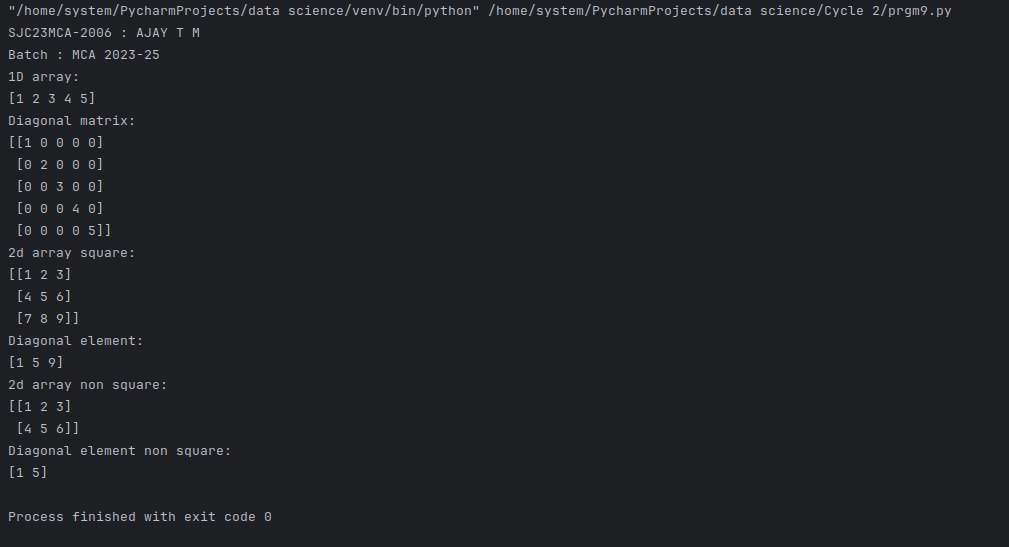 "/home/system/PycharmProjects/data science/venv/bin/python" /home/system/PycharmProjects/data science/Cycle 2/prgm9.py
SJC23MCA-2006 : AJAY T M
Batch : MCA 2023-25
1D array:
[1 2 3 4 5]
Diagonal matrix:
[[1 0 0 0 0]
 [0 2 0 0 0]
 [0 0 3 0 0]
 [0 0 0 4 0]
 [0 0 0 0 5]]
2d array square:
[[1 2 3]
 [4 5 6]
 [7 8 9]]
Diagonal element:
[1 5 9]
2d array non square:
[[1 2 3]
 [4 5 6]]
Diagonal element non square:
[1 5]
Process finished with exit code 0